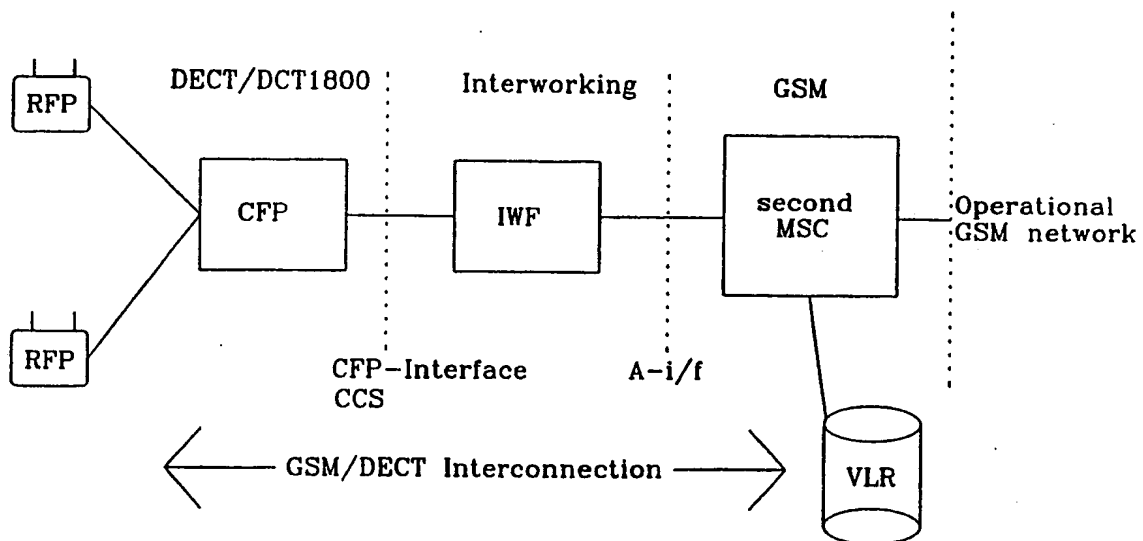 DECT/DCT1800
Interworking
GSM
RFP
CFP
IWF
second
MSC
Operational
GSM network
RFP
CFP-Interface
CCS
A-i/f
GSM/DECT Interconnection
VLR